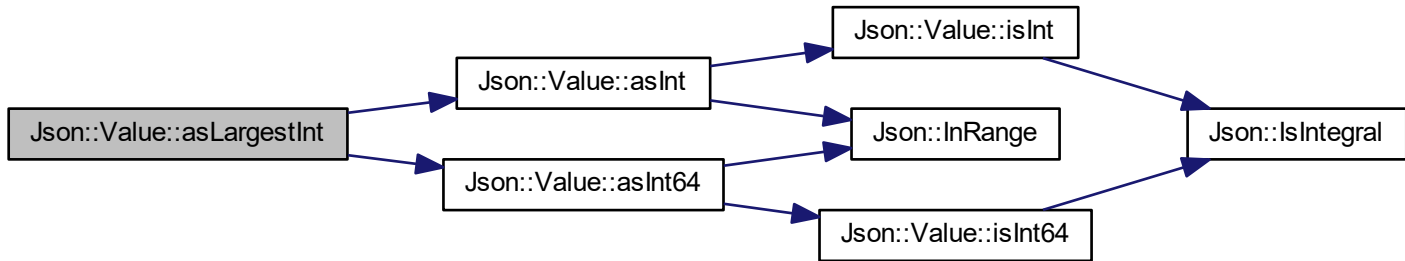 Json::Value::asLargestInt
Json::Value::asInt
Json::Value::asInt64
Json::Value::isInt
Json::InRange
Json::Value::isInt64
Json::IsIntegral